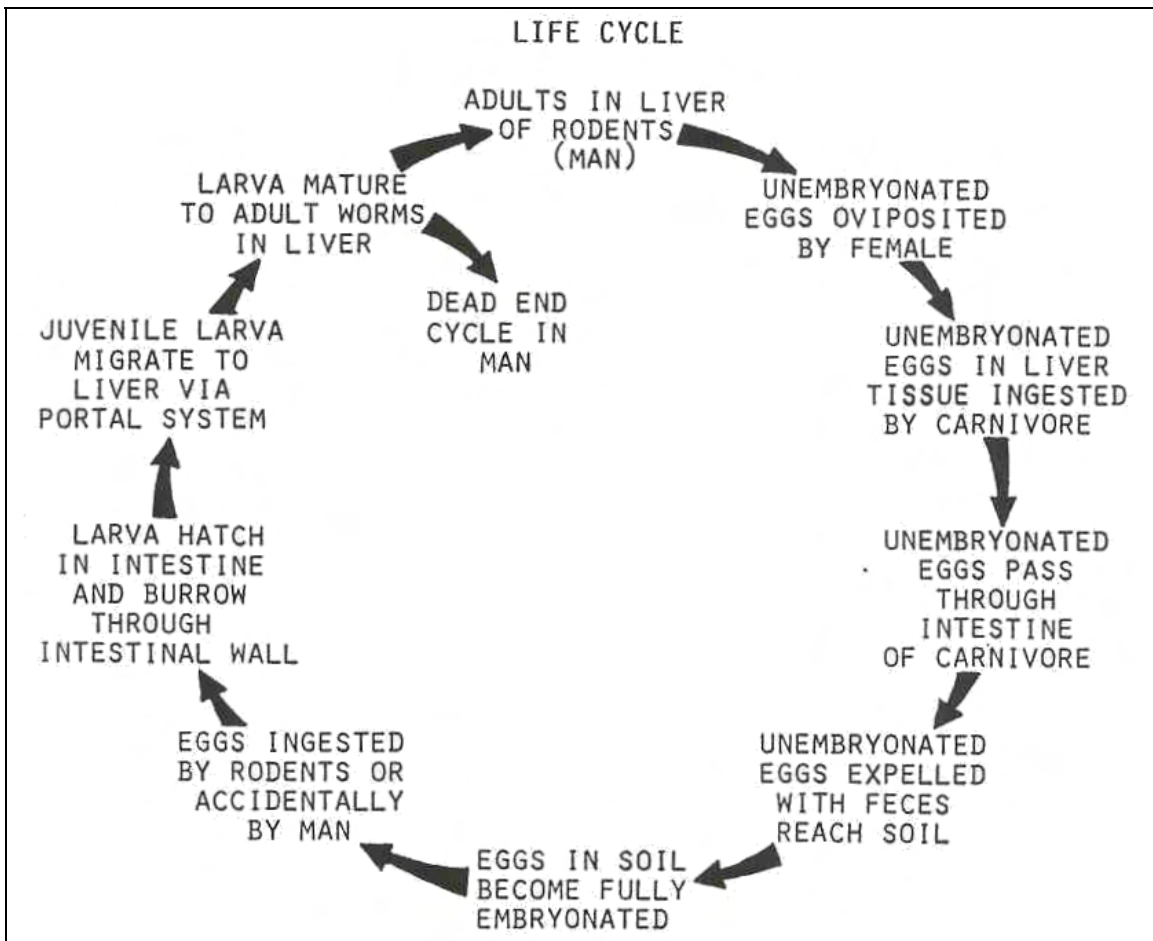 LIFE CYCLE
ADULTS IN LIVER
OF RODENTS
(MAN)
UNEMBRYONATED
EGGS OVIPOSITED
BY FEMALE
UNEMBRYONATED
EGGS IN LIVER
TISSUE INGESTED
BY CARNIVORE
UNEMBRYONATED
EGGS PASS
THROUGH
INTESTINE
OF CARNIVORE
UNEMBRYONATED
EGGS EXPELLED
WITH FECES
REACH SOIL
EGGS IN SOIL
BECOME FULLY
EMBRYONATED
EGGS INGESTED
BY RODENTS OR
ACCIDENTALLY
BY MAN
LARVA HATCH
IN INTESTINE
AND BURROW
THROUGH
INTESTINAL WALL
JUVENILE LARVA
MIGRATE TO
LIVER VIA
PORTAL SYSTEM
LARVA MATURE
TO ADULT WORMS
IN LIVER
DEAD END
CYCLE IN
MAN